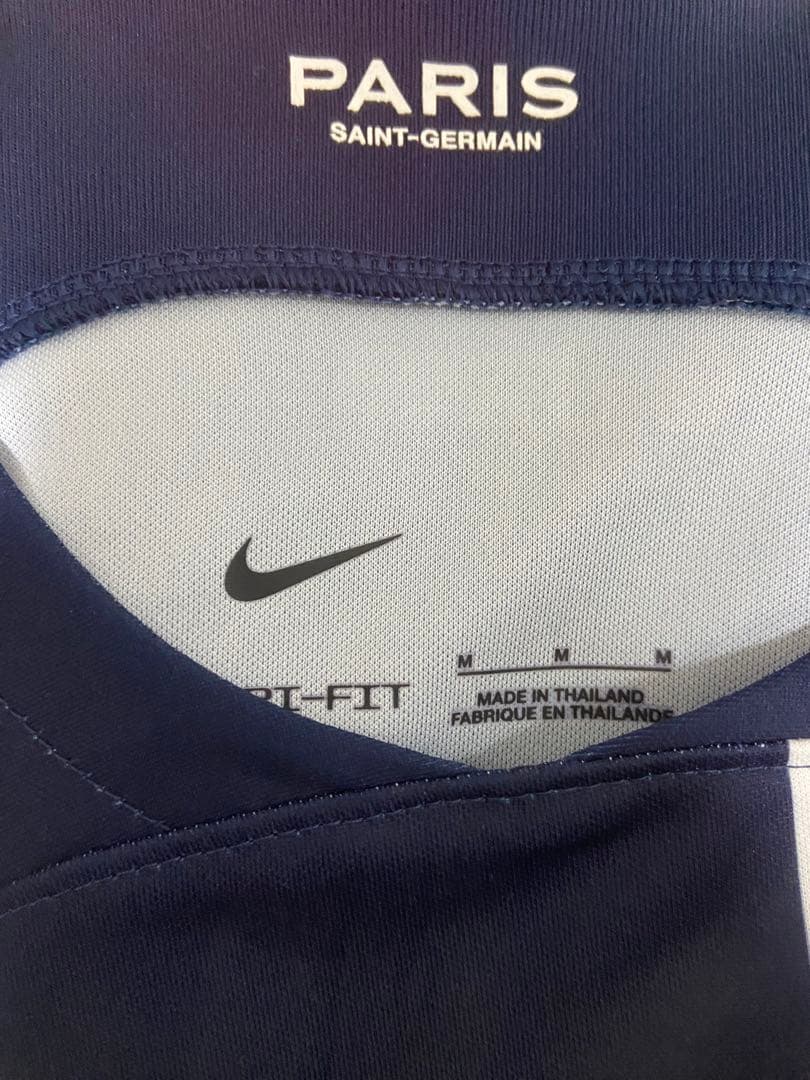 PARIS
SAINT-GERMAIN
RI-FIT
M M M
MADE IN THAILAND
FABRIQUE EN THAILANDE